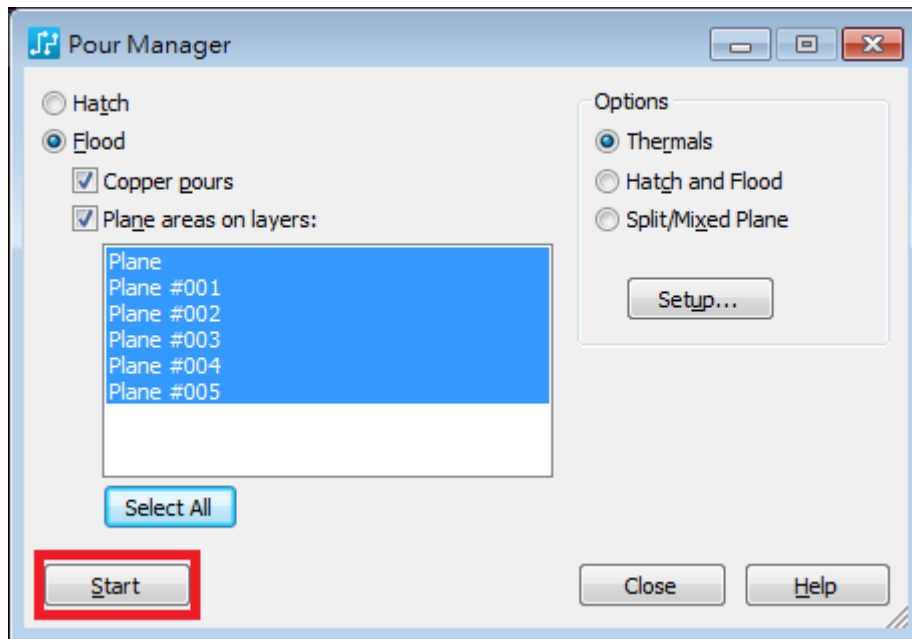 Pour Manager
Hatch
Flood
Copper pours
Plane areas on layers:
Plane
Plane #001
Plane #002
Plane #003
Plane #004
Plane #005
Select All
Options
Thermals
Hatch and Flood
Split/Mixed Plane
Setup...
Start
Close
Help